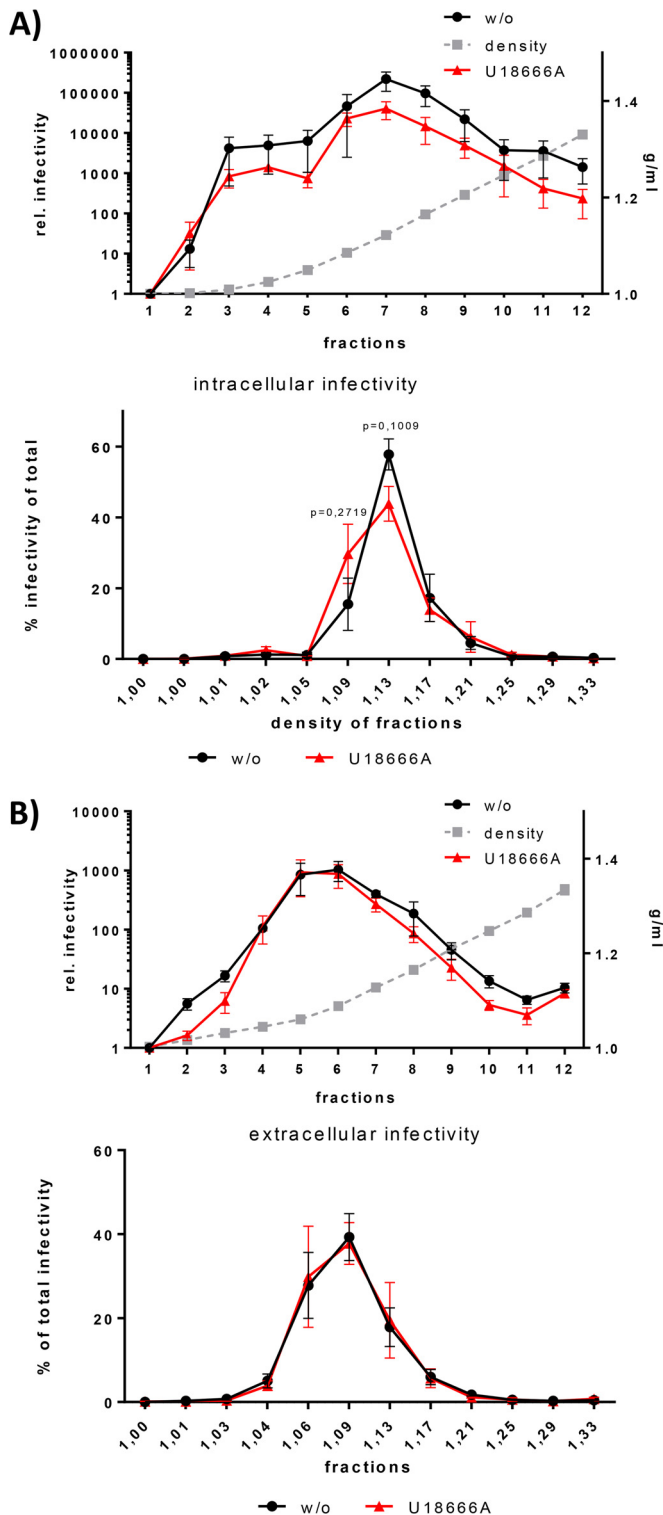 A)
w/o
density
U18666A
rel. infectivity
1000000
100000
10000
1000
100
10
1
1.4
1.2
1.0
g/ml
1 2 3 4 5 6 7 8 9 10 11 12
fractions
intracellular infectivity
% infectivity of total
60
40
20
0
p=0,1009
p=0,2719
1,00 1,00 1,01 1,02 1,05 1,09 1,13 1,17 1,21 1,25 1,29 1,33
density of fractions
w/o U18666A
B)
w/o
density
U18666A
rel. infectivity
10000
1000
100
10
1
1.4
1.2
1.0
g/ml
1 2 3 4 5 6 7 8 9 10 11 12
fractions
extracellular infectivity
% of total infectivity
60
40
20
0
1,00 1,01 1,03 1,04 1,06 1,09 1,13 1,17 1,21 1,25 1,29 1,33
fractions
w/o U18666A